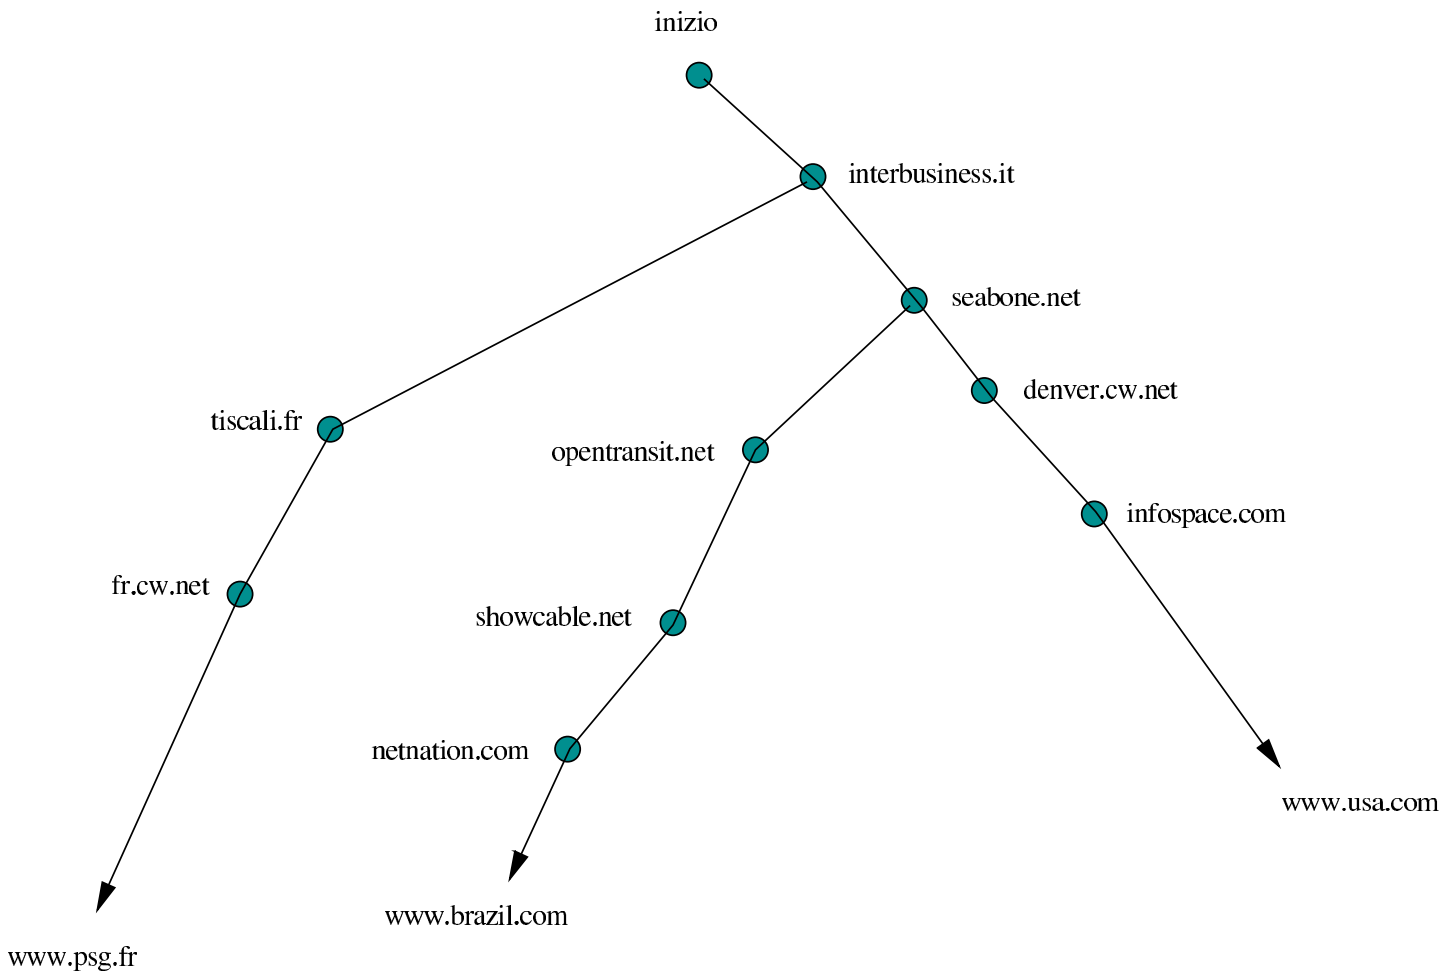 inizio
interbusiness.it
seabone.net
denver.cw.net
tiscali.fr
opentransit.net
infospace.com
fr.cw.net
showcable.net
netnation.com
www.usa.com
www.brazil.com
www.psg.fr